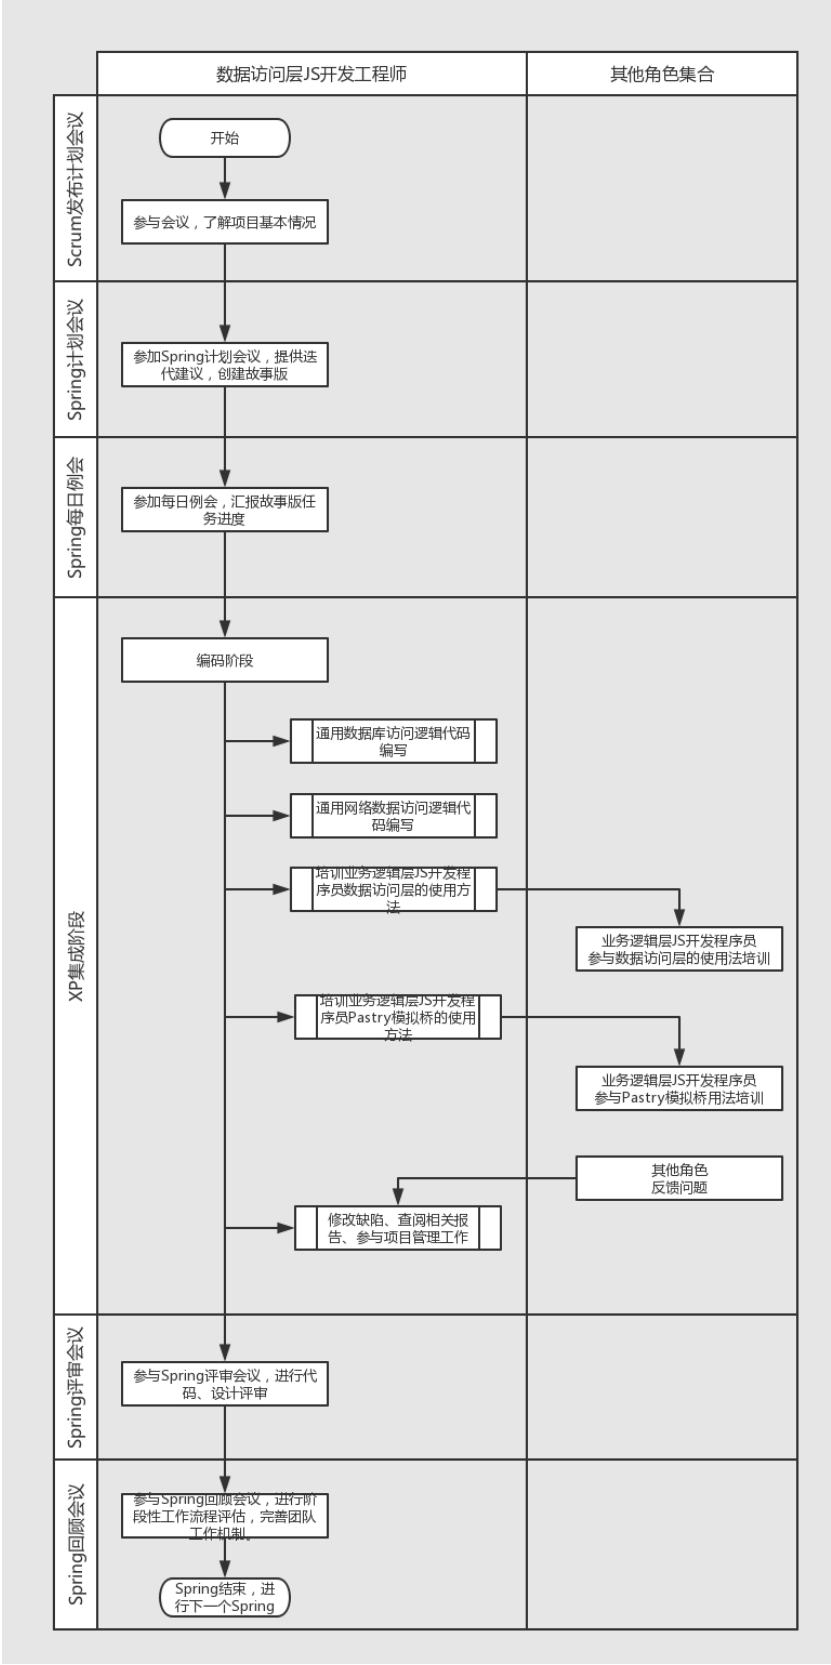 数据访问层JS开发工程师
其他角色集合
Scrum发布计划会议
开始
参与会议，了解项目基本情况
Spring计划会议
参加Spring计划会议，提供迭
代建议，创建故事版
Spring每日例会
参加每日例会，汇报故事版任
务进度
XP集成阶段
编码阶段
通用数据库访问逻辑代码
编写
通用网络数据访问逻辑代
码编写
培训业务逻辑层JS开发程
序员数据访问层的使用方
法
业务逻辑层JS开发程序员
参与数据访问层的使用法培训
培训业务逻辑层JS开发程
序员Pastry模拟桥的使用
方法
业务逻辑层JS开发程序员
参与Pastry模拟桥用法培训
其他角色
反馈问题
修改缺陷、查阅相关报
告、参与项目管理工作
Spring评审会议
参与Spring评审会议，进行代
码、设计评审
Spring回顾会议
参与Spring回顾会议，进行阶
段性工作流程评估，完善团队
工作机制。
Spring结束，进
行下一个Spring